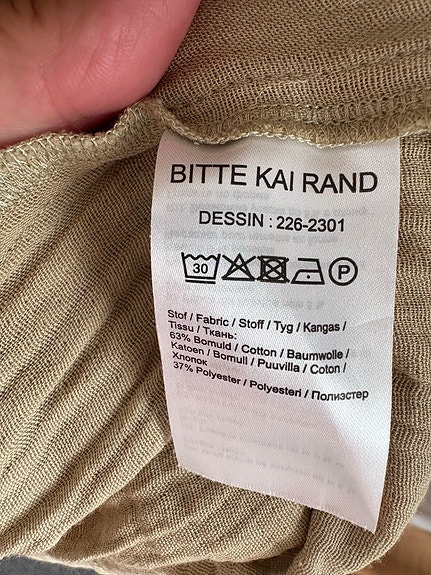 BITTE KAI RAND
DESSIN : 226-2301
30 P
Stof / Fabric / Stoff / Tyg / Kangas /
Tissu / Ткань:
63% Bomuld / Cotton / Baumwolle /
Katoen / Bomull / Puuvilla / Coton /
Хлопок
37% Polyester / Polyesteri / Полиэстер